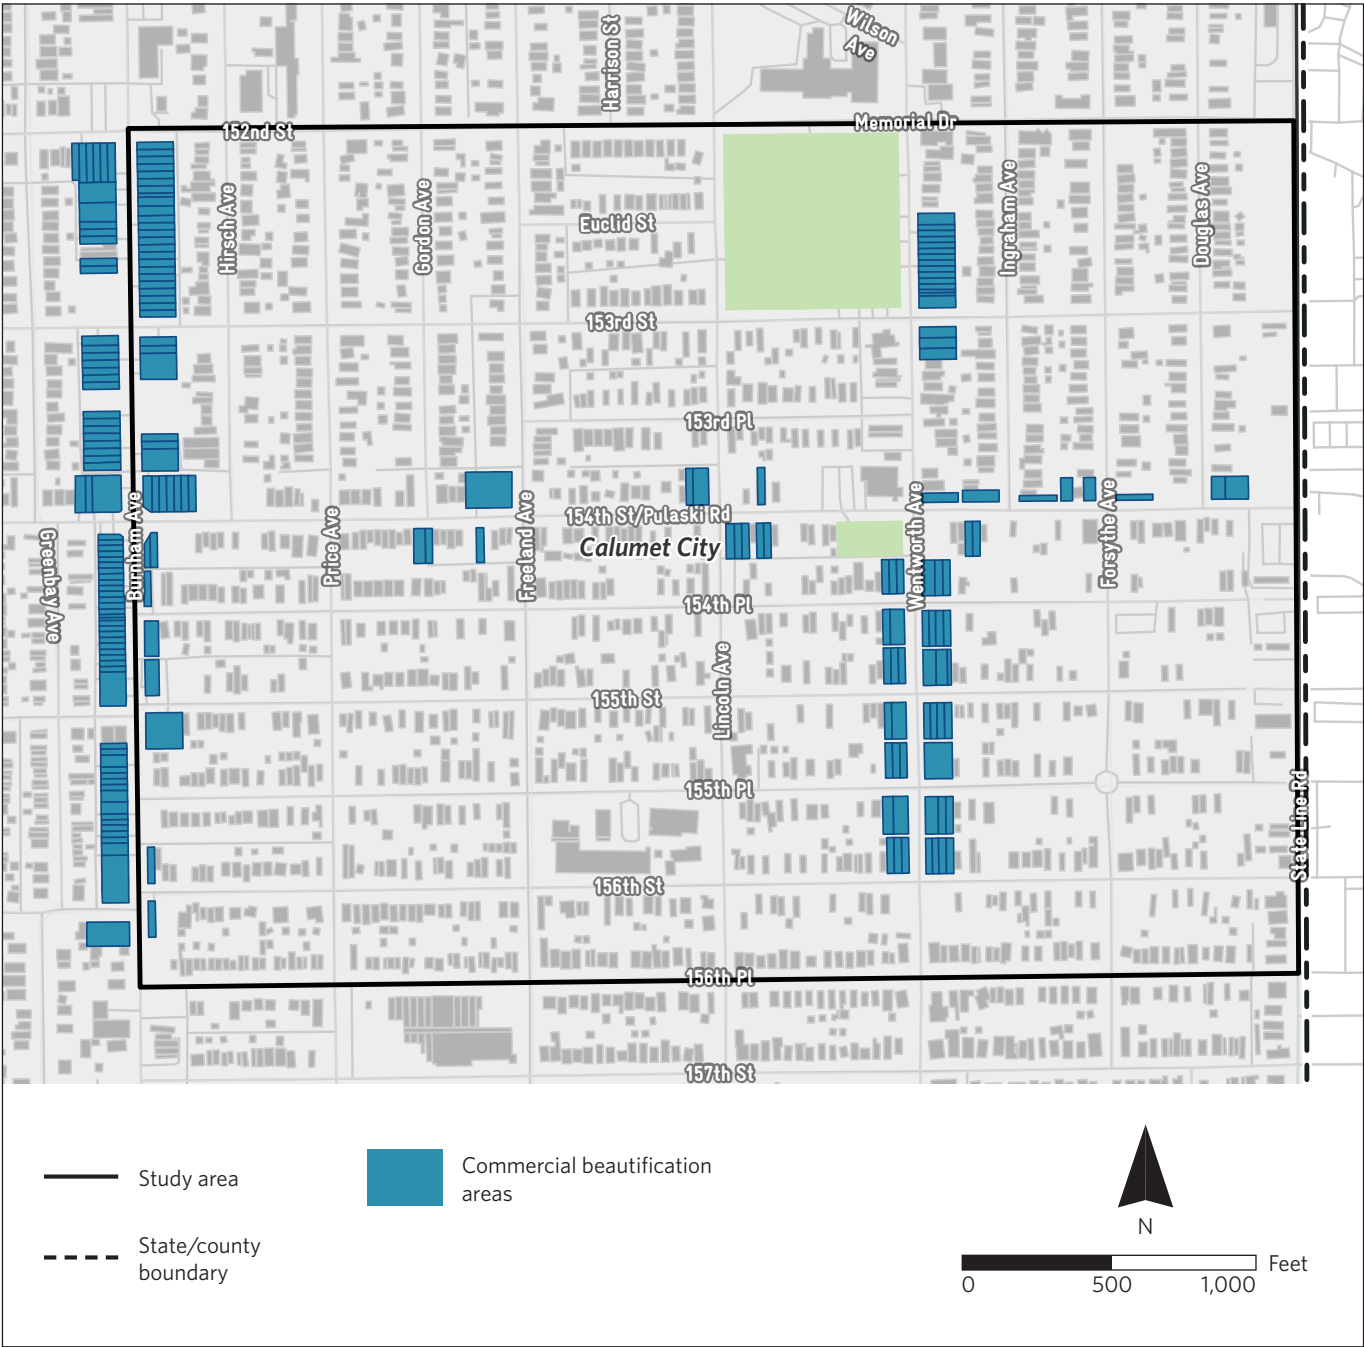 Harrison St
Wilson
Ave
152nd St
Memorial Dr
Hirsch Ave
Gordon Ave
Euclid St
Ingraham Ave
Douglas Ave
153rd St
153rd Pl
Greenbay Ave
Burnham Ave
Price Ave
Freeland Ave
154th St/Pulaski Rd
Calumet City
Wentworth Ave
Forsythe Ave
154th Pl
155th St
Lincoln Ave
155th Pl
State Line Rd
156th St
156th Pl
157th St
Study area
Commercial beautification
areas
State/county
boundary
N
Feet
0 500 1,000